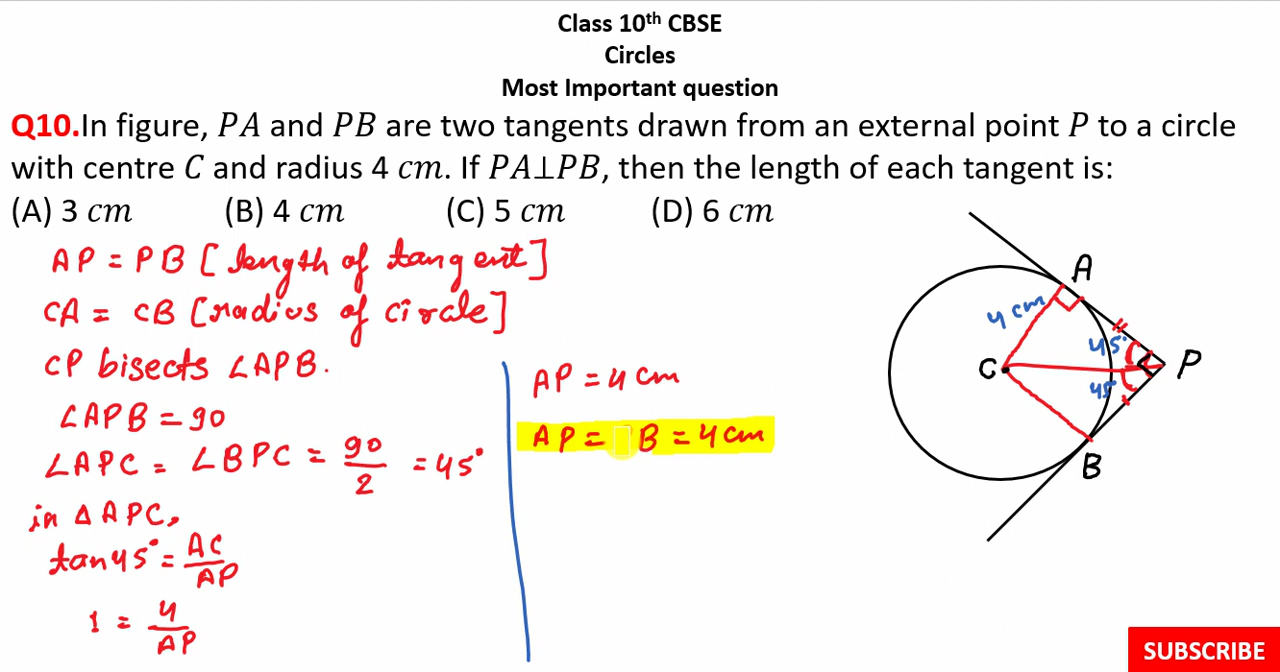 Class 10th CBSE
Circles
Most Important question
Q10.In figure, PA and PB are two tangents drawn from an external point P to a circle
with centre C and radius 4 cm. If PA⊥PB, then the length of each tangent is:
(A) 3 cm (B) 4 cm (C) 5 cm (D) 6 cm
AP = PB [length of tangent]
CA = CB [radius of circle]
CP bisects ∠APB.
∠APB = 90
∠APC = ∠BPC = 90/2 = 45°
in △APC,
tan45° = AC/AP
1 = 4/AP
AP = 4 cm
AP = B = 4 cm
A
4 cm
45°
C
P
45
B
SUBSCRIBE